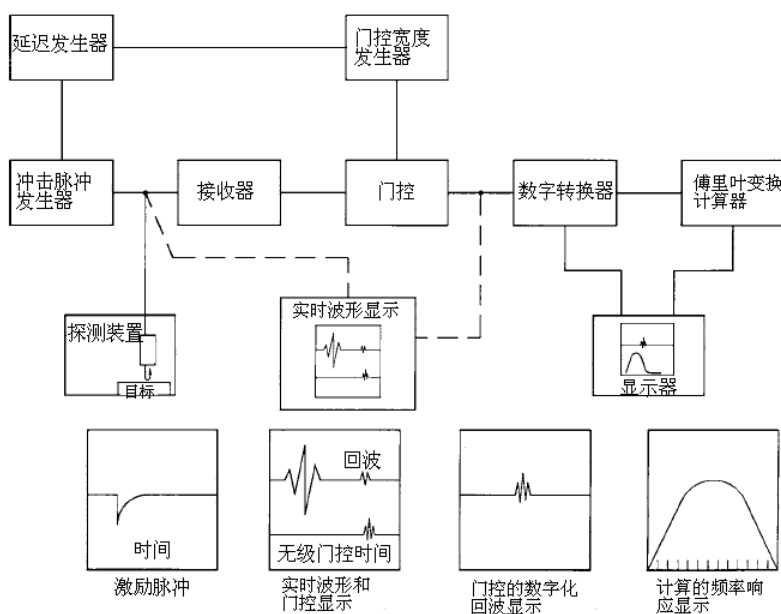 延迟发生器
门控宽度
发生器
冲击脉冲
发生器
接收器
门控
数字转换器
傅里叶变换
计算器
探测装置
目标
实时波形显示
显示器
回波
时间
无级门控时间
激励脉冲
实时波形和
门控显示
门控的数字化
回波显示
计算的频率响
应显示